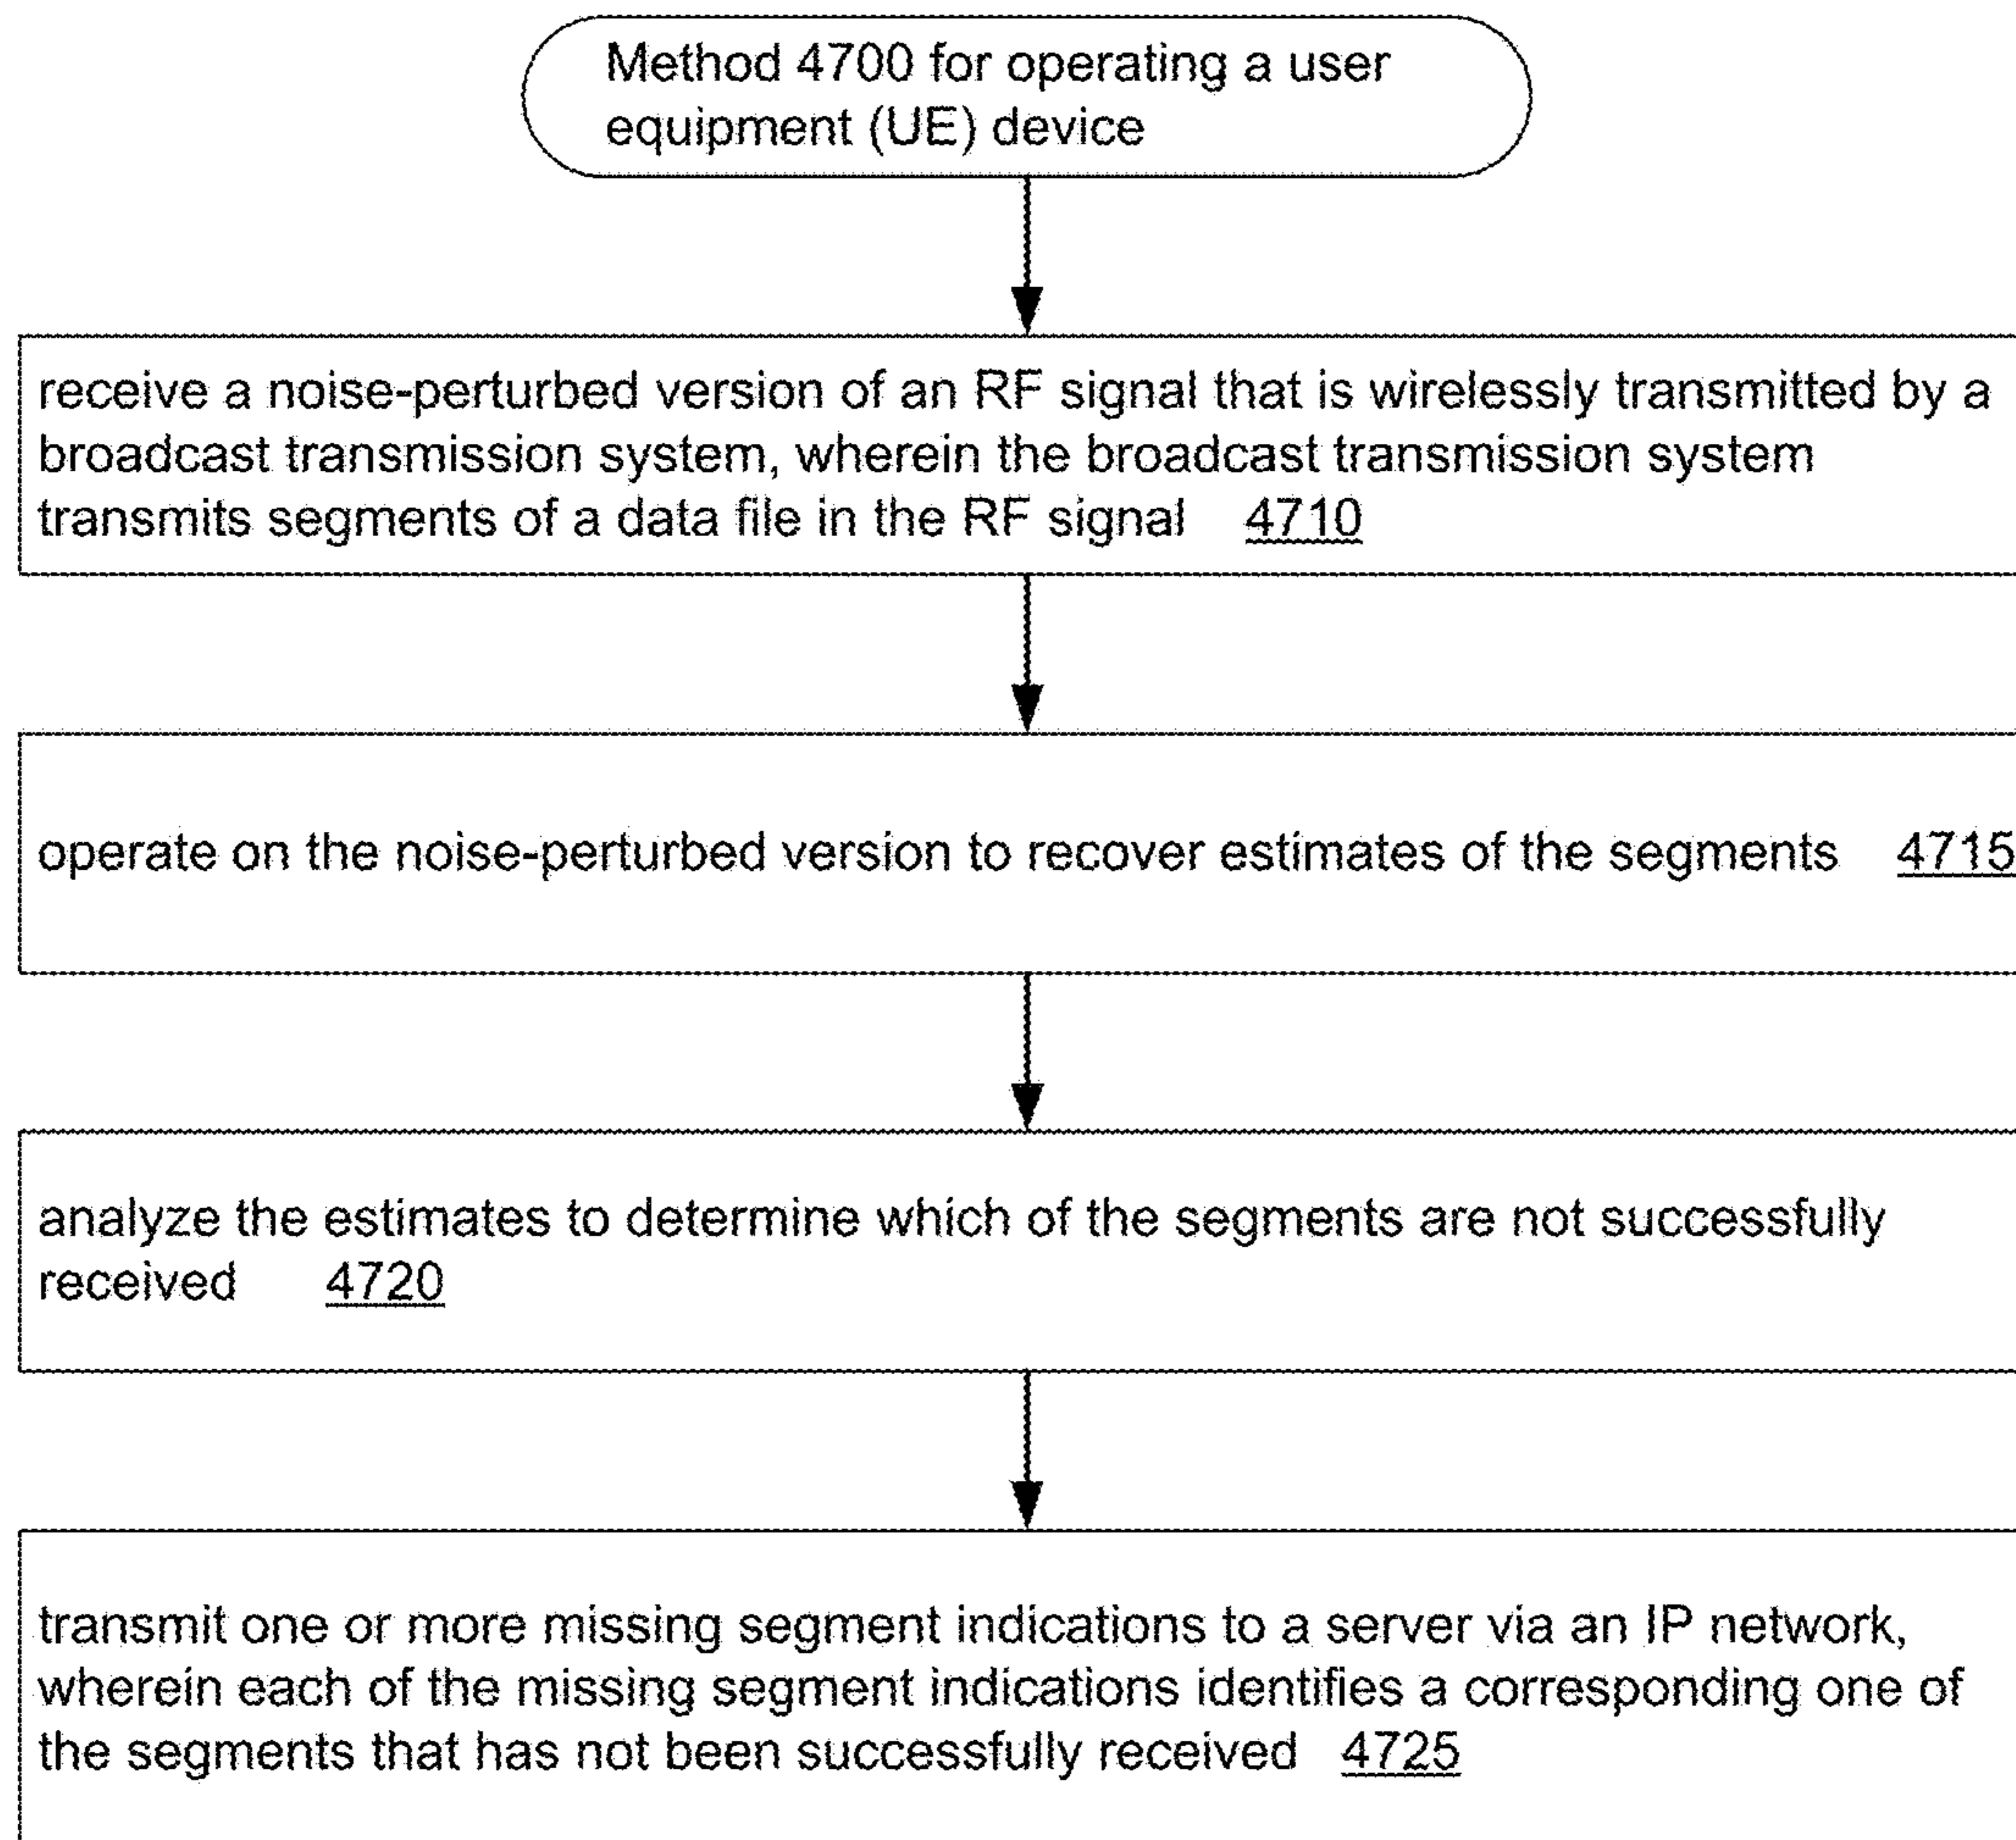 Method 4700 for operating a user
equipment (UE) device
receive a noise-perturbed version of an RF signal that is wirelessly transmitted by a
broadcast transmission system, wherein the broadcast transmission system
transmits segments of a data file in the RF signal 4710
operate on the noise-perturbed version to recover estimates of the segments 4715
analyze the estimates to determine which of the segments are not successfully
received 4720
transmit one or more missing segment indications to a server via an IP network,
wherein each of the missing segment indications identifies a corresponding one of
the segments that has not been successfully received 4725